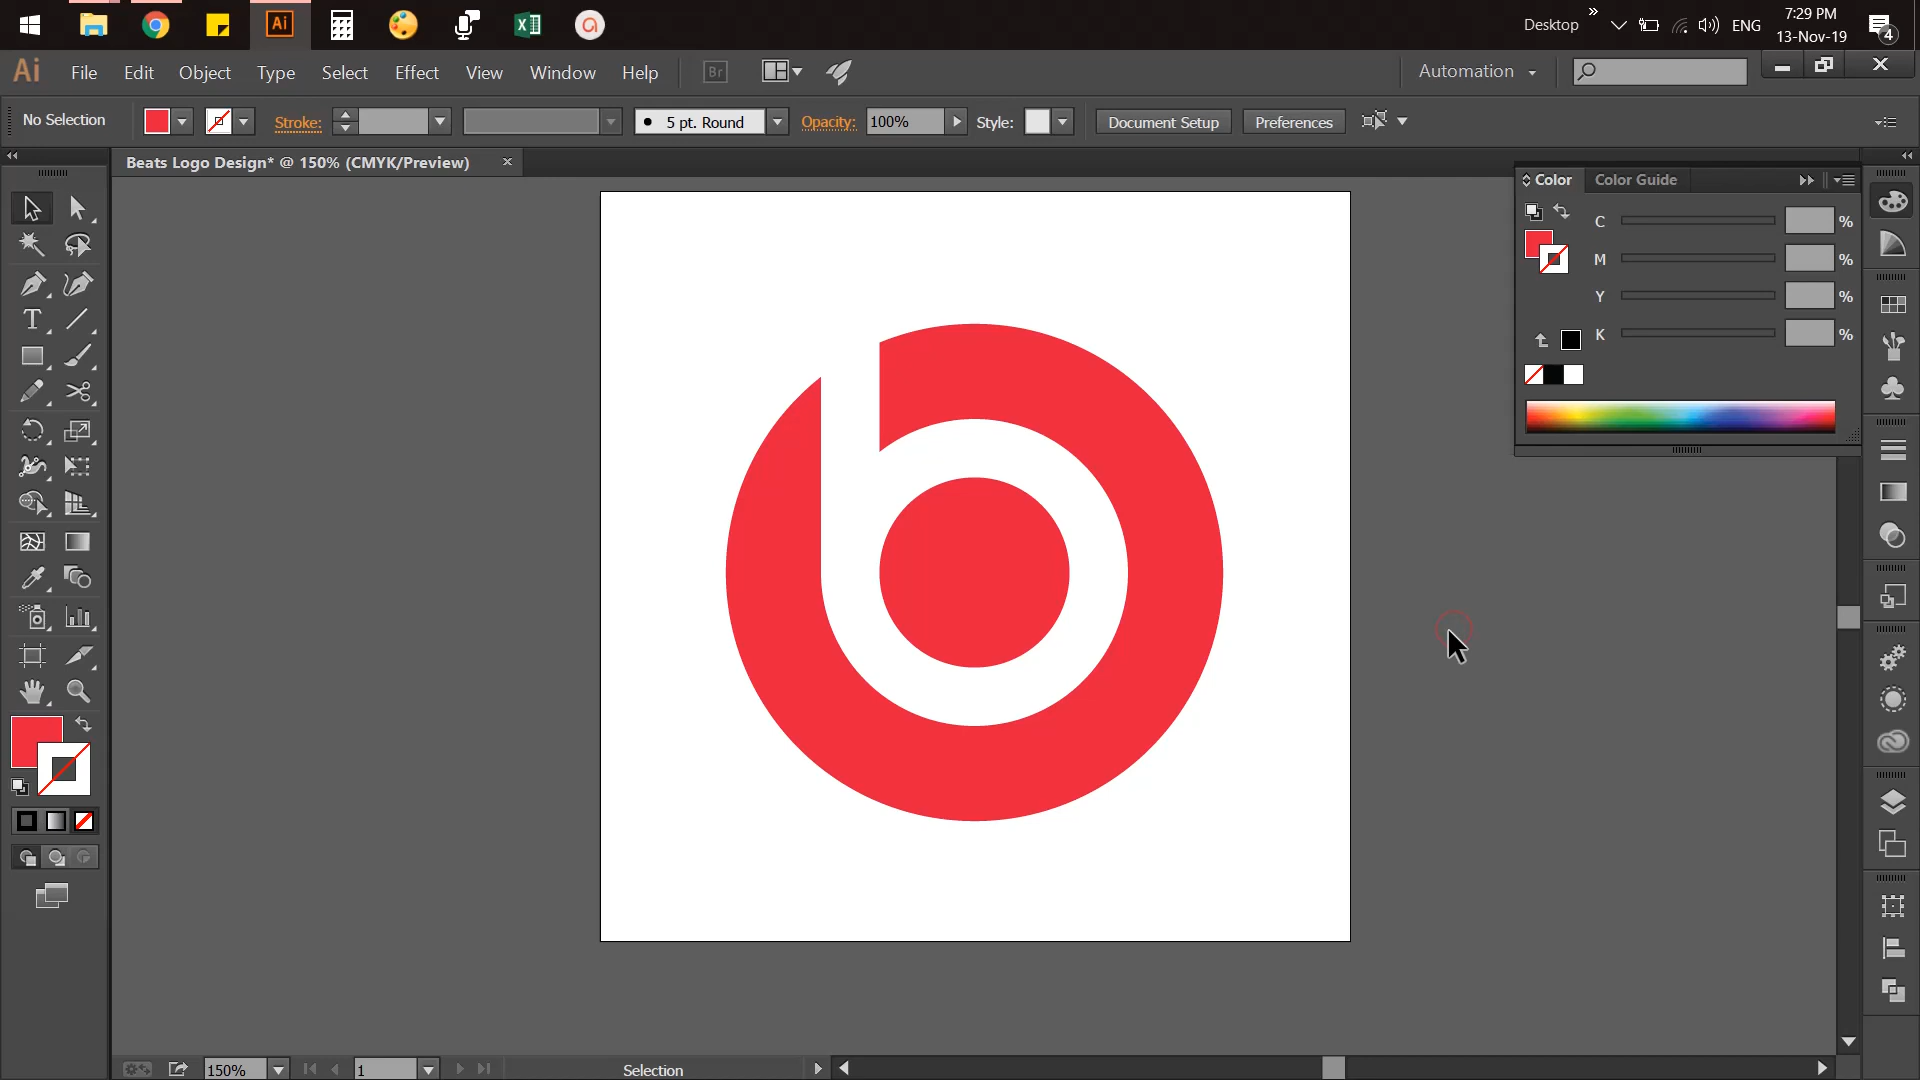 Desktop
ENG
7:29 PM
13-Nov-19
4
Ai
Ai
File Edit Object Type Select Effect View Window Help
Br
Automation
No Selection
Stroke:
5 pt. Round
Opacity:
100%
Style:
Document Setup
Preferences
Beats Logo Design* @ 150% (CMYK/Preview)
Color
Color Guide
C %
M %
Y %
K %
150%
1
Selection